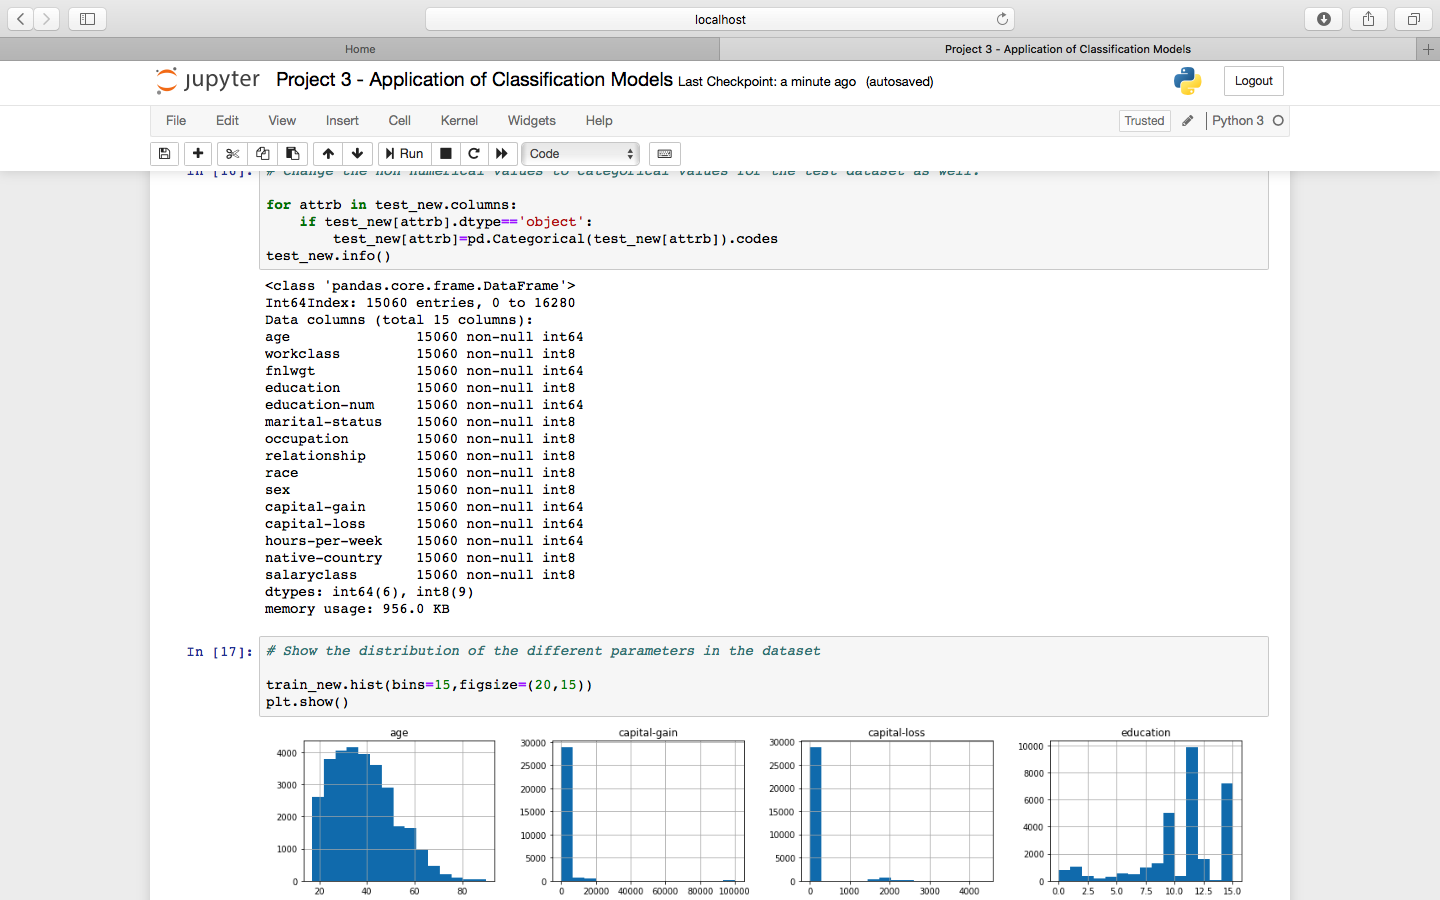 localhost
Home
Project 3 - Application of Classification Models
jupyter Project 3 - Application of Classification Models Last Checkpoint: a minute ago (autosaved)
Logout
File Edit View Insert Cell Kernel Widgets Help
Trusted Python 3
Run Code
In [16]: # Change the non numerical values to categorical values for the test dataset as well.
for attrb in test_new.columns:
if test_new[attrb].dtype=='object':
test_new[attrb]=pd.Categorical(test_new[attrb]).codes
test_new.info()
<class 'pandas.core.frame.DataFrame'>
Int64Index: 15060 entries, 0 to 16280
Data columns (total 15 columns):
age 15060 non-null int64
workclass 15060 non-null int8
fnlwgt 15060 non-null int64
education 15060 non-null int8
education-num 15060 non-null int64
marital-status 15060 non-null int8
occupation 15060 non-null int8
relationship 15060 non-null int8
race 15060 non-null int8
sex 15060 non-null int8
capital-gain 15060 non-null int64
capital-loss 15060 non-null int64
hours-per-week 15060 non-null int64
native-country 15060 non-null int8
salaryclass 15060 non-null int8
dtypes: int64(6), int8(9)
memory usage: 956.0 KB
In [17]: # Show the distribution of the different parameters in the dataset
train_new.hist(bins=15,figsize=(20,15))
plt.show()
age
4000
3000
2000
1000
0
20 40 60 80
capital-gain
30000
25000
20000
15000
10000
5000
0
0 20000 40000 60000 80000 100000
capital-loss
30000
25000
20000
15000
10000
5000
0
0 1000 2000 3000 4000
education
10000
8000
6000
4000
2000
0
0.0 2.5 5.0 7.5 10.0 12.5 15.0